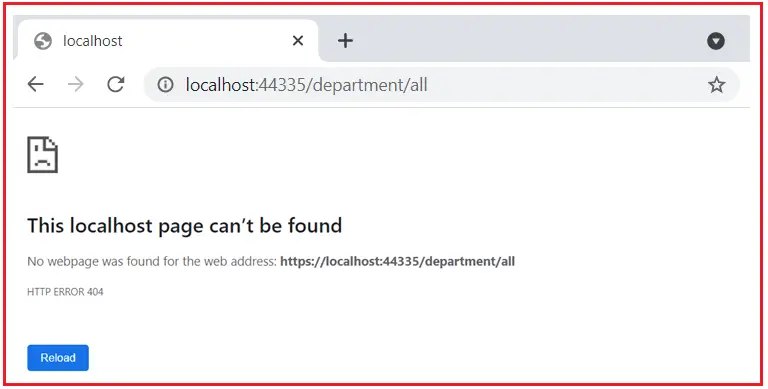 localhost
localhost:44335/department/all
This localhost page can’t be found
No webpage was found for the web address: https://localhost:44335/department/all
HTTP ERROR 404
Reload